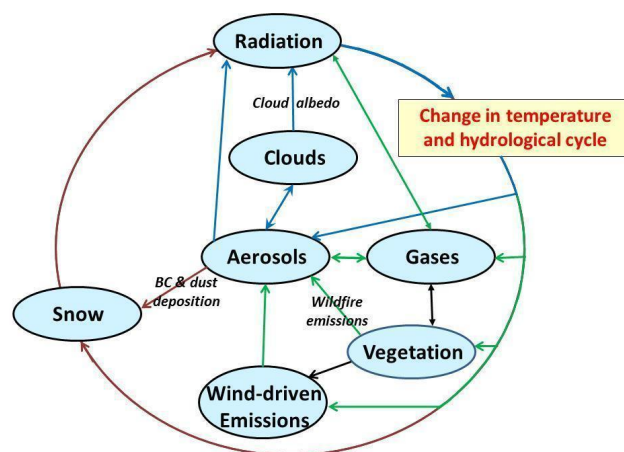 Radiation
Cloud albedo
Change in temperature
and hydrological cycle
Clouds
Aerosols
Gases
BC & dust
deposition
Wildfire
emissions
Snow
Vegetation
Wind-driven
Emissions